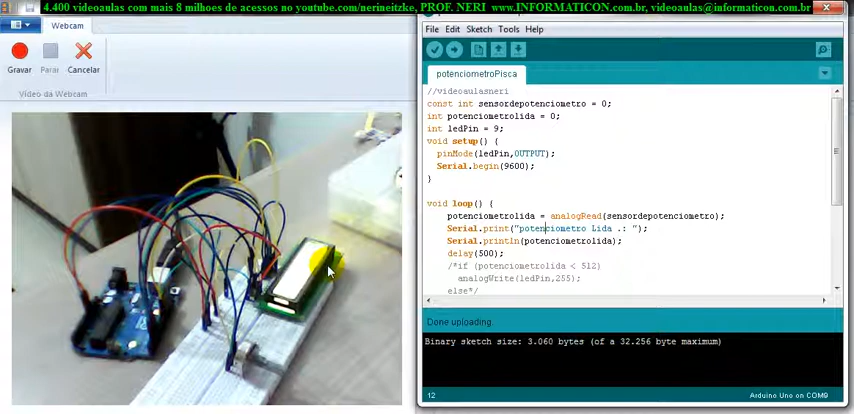 4.400 videoaulas com mais 8 milhoes de acessos no youtube.com/nerineitzke, PROF. NERI www.INFORMATICON.com.br, videoaulas@informaticon.com.br
Webcam
Gravar
Parar
Cancelar
Vídeo da Webcam
File Edit Sketch Tools Help
potenciometroPisca
//videoaulasneri
const int sensordepotenciometro = 0;
int potenciometrolida = 0;
int ledPin = 9;
void setup() {
pinMode(ledPin,OUTPUT);
Serial.begin(9600);
}
void loop() {
potenciometrolida = analogRead(sensordepotenciometro);
Serial.print("potenciometro Lida .: ");
Serial.println(potenciometrolida);
delay(500);
/*if (potenciometrolida < 512)
analogWrite(ledPin,255);
else*/
Done uploading.
Binary sketch size: 3.060 bytes (of a 32.256 byte maximum)
12
Arduino Uno on COM9